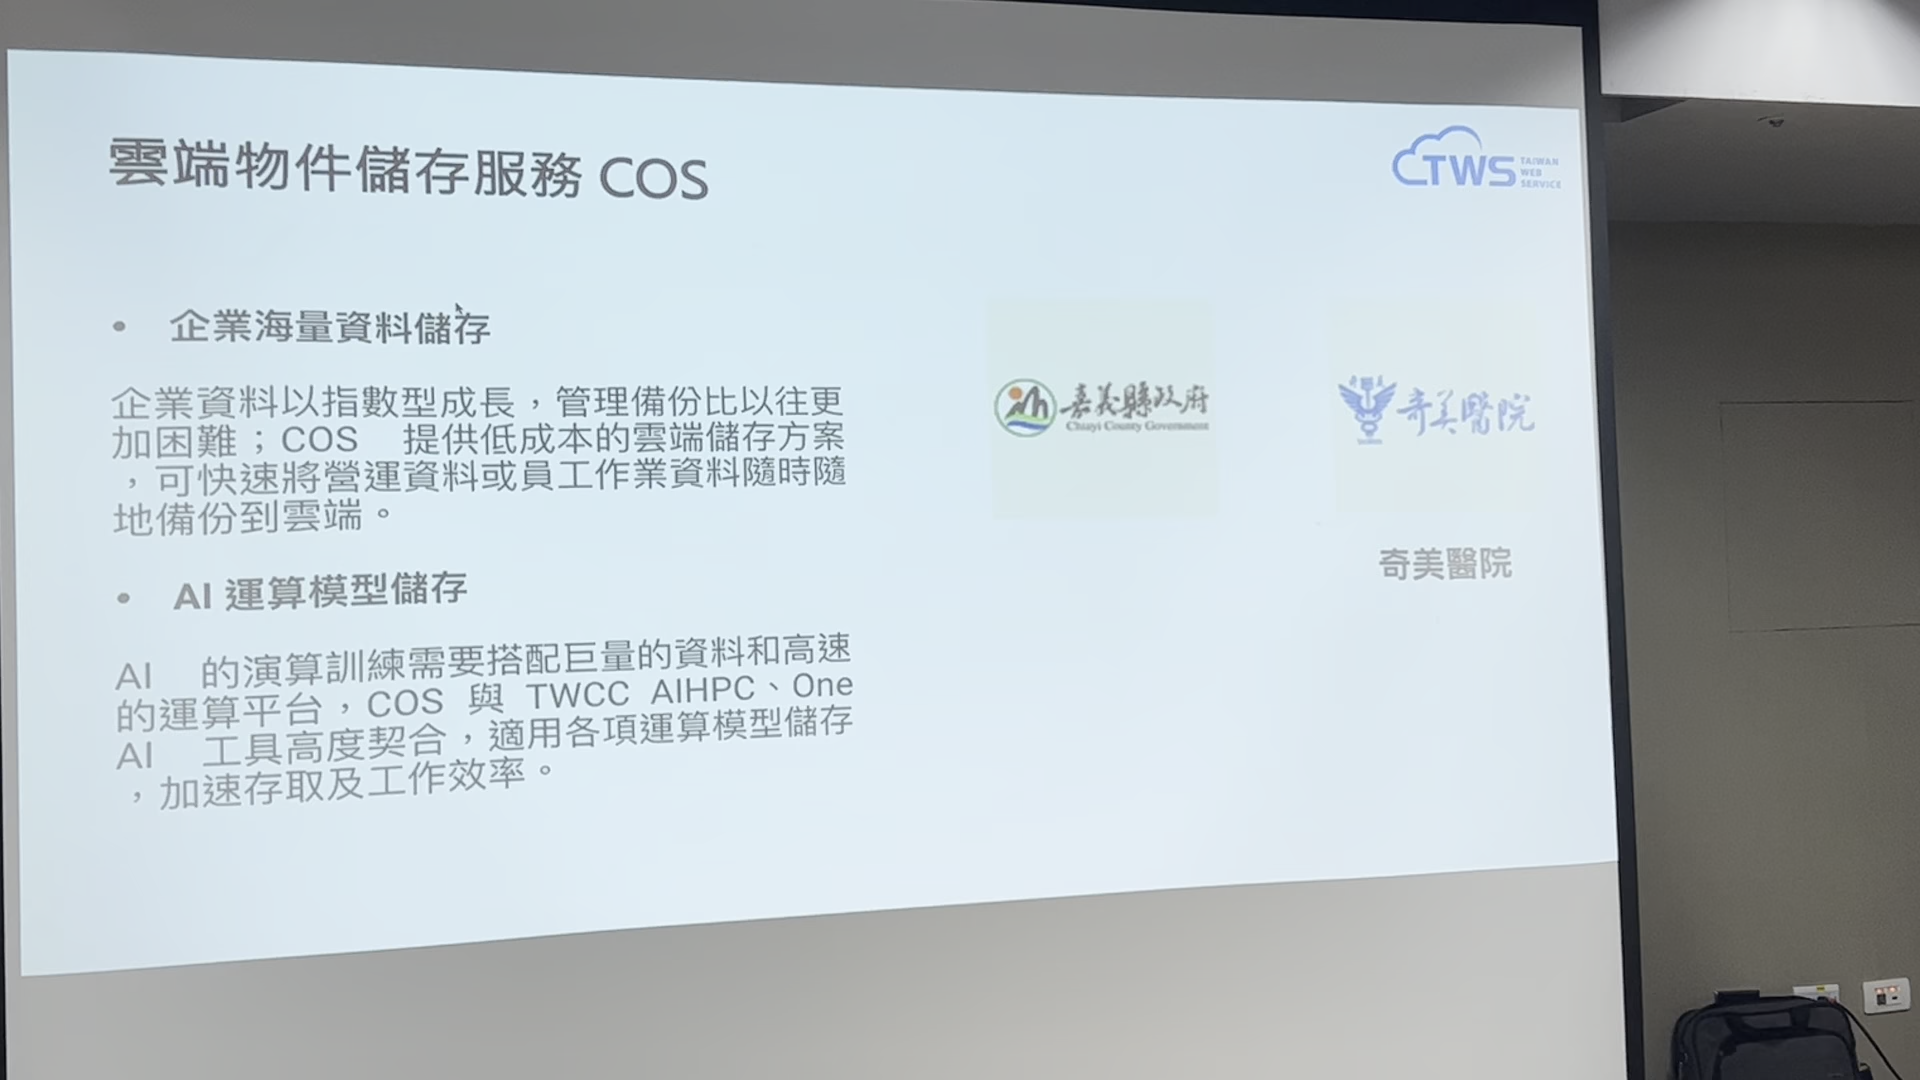 雲端物件儲存服務 COS
TWS TAIWAN
WEB
SERVICE
• 企業海量資料儲存
企業資料以指數型成長，管理備份比以往更
加困難；COS 提供低成本的雲端儲存方案
，可快速將營運資料或員工作業資料隨時隨
地備份到雲端。
• AI 運算模型儲存
AI 的演算訓練需要搭配巨量的資料和高速
的運算平台，COS 與 TWCC AIHPC、One
AI 工具高度契合，適用各項運算模型儲存
，加速存取及工作效率。
嘉義縣政府
Chiayi County Government
奇美醫院
奇美醫院